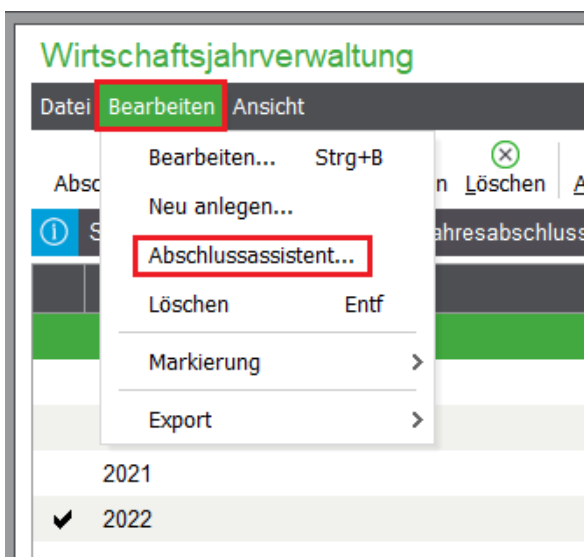 Wirtschaftsjahrverwaltung
Datei Bearbeiten Ansicht
Bearbeiten... Strg+B
Neu anlegen...
Abschlussassistent...
Löschen Entf
Markierung
Export
Löschen
2021
2022